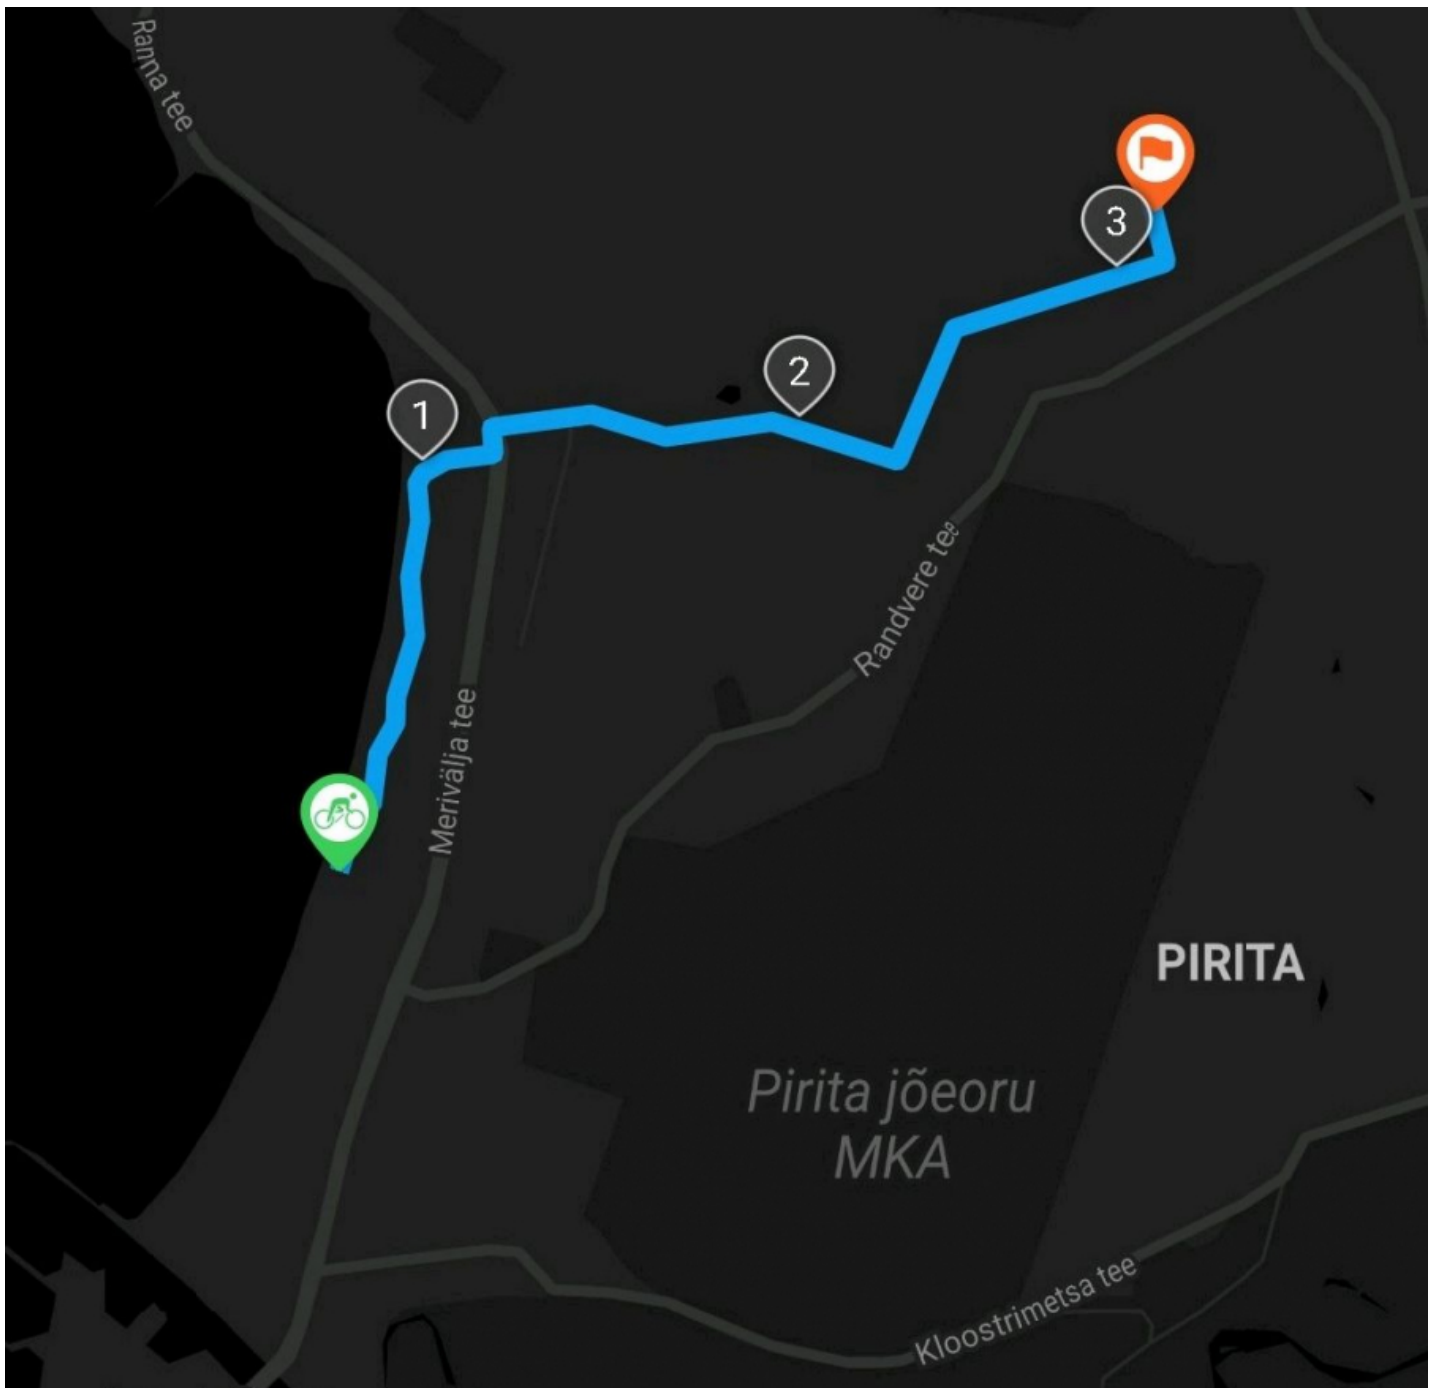 Ranna tee
3
2
1
Randvere tee
Merivälja tee
PIRITA
Pirita jõeoru
MKA
Kloostrimetsa tee